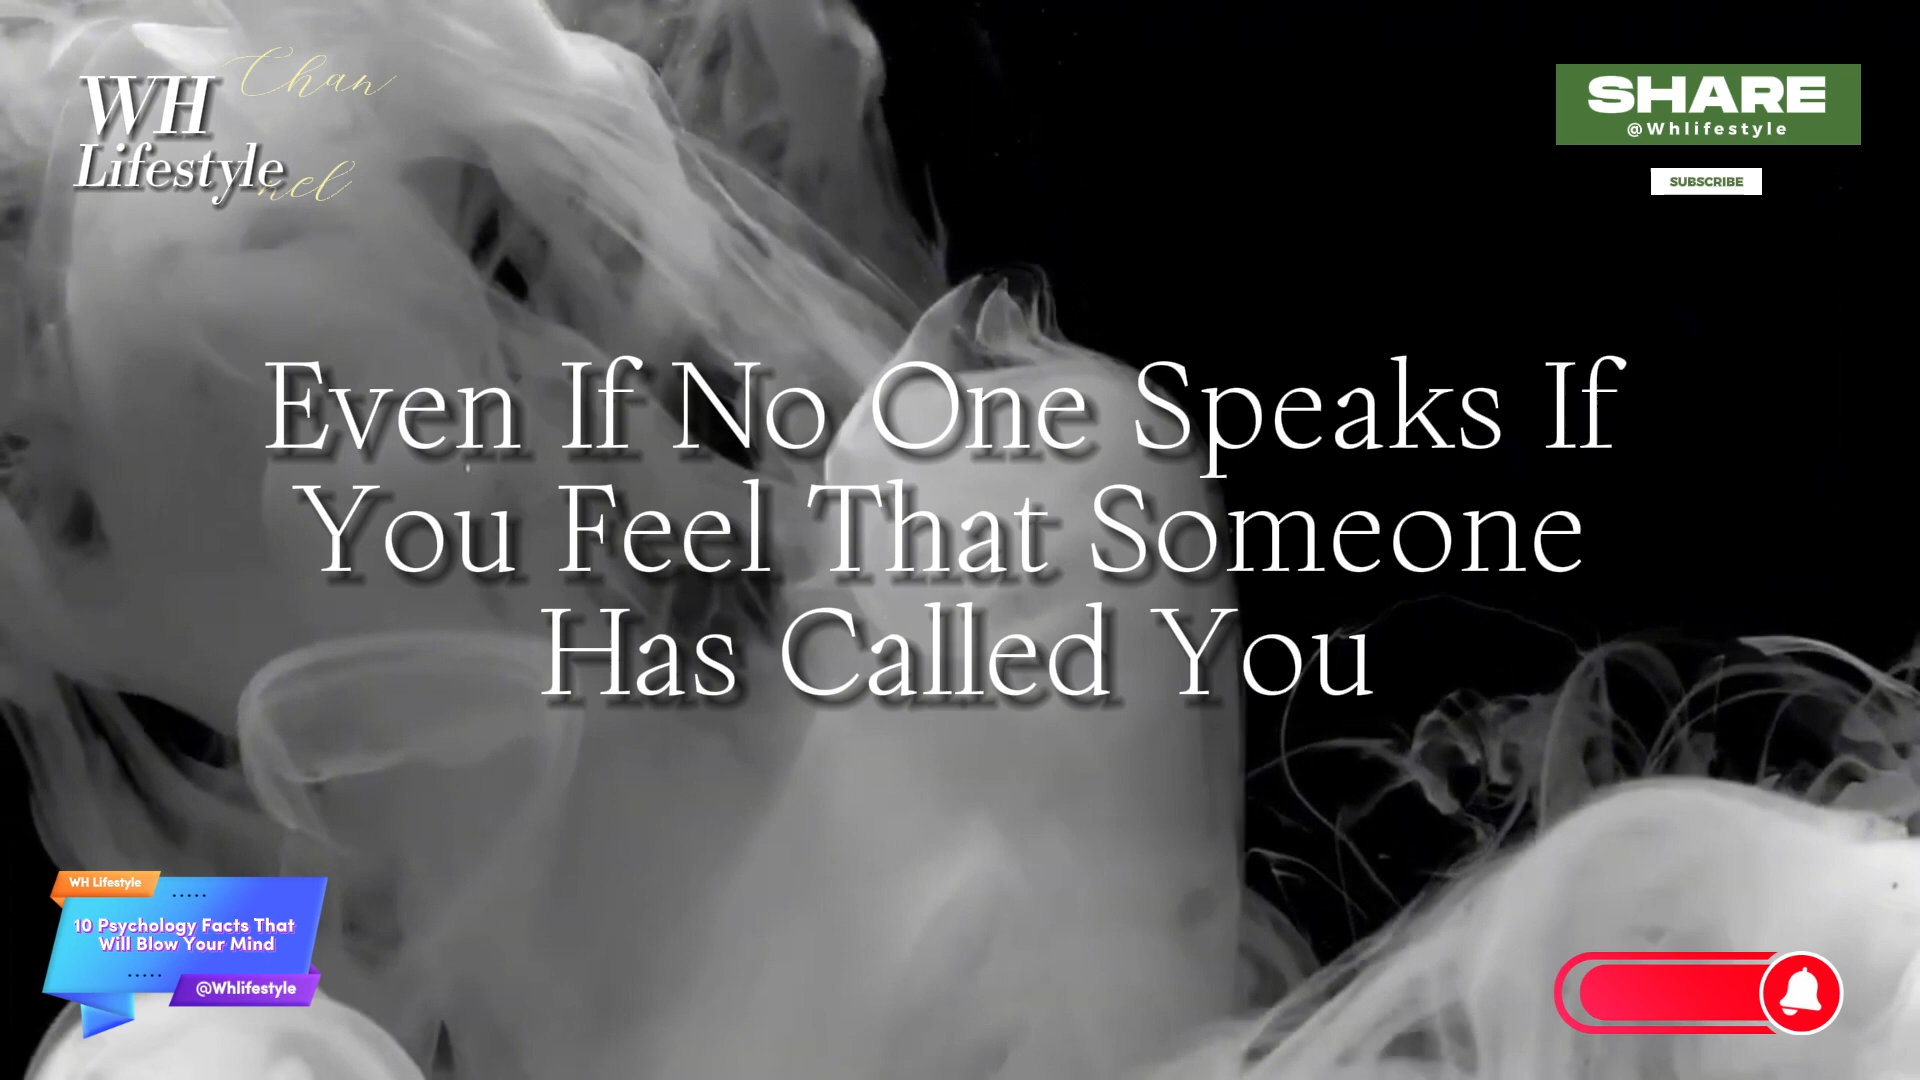 WH
Lifestyle
Chan
nel
SHARE
@Whlifestyle
SUBSCRIBE
Even If No One Speaks If
You Feel That Someone
Has Called You
WH Lifestyle
10 Psychology Facts That
Will Blow Your Mind
@Whlifestyle